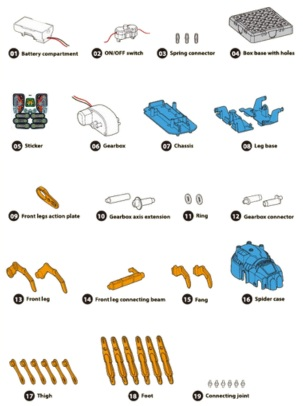 01 Battery compartment
02 ON/OFF switch
03 Spring connector
04 Box base with holes
05 Sticker
06 Gearbox
07 Chassis
08 Leg base
09 Front legs action plate
10 Gearbox axis extension
11 Ring
12 Gearbox connector
13 Front leg
14 Front leg connecting beam
15 Fang
16 Spider case
17 Thigh
18 Foot
19 Connecting joint